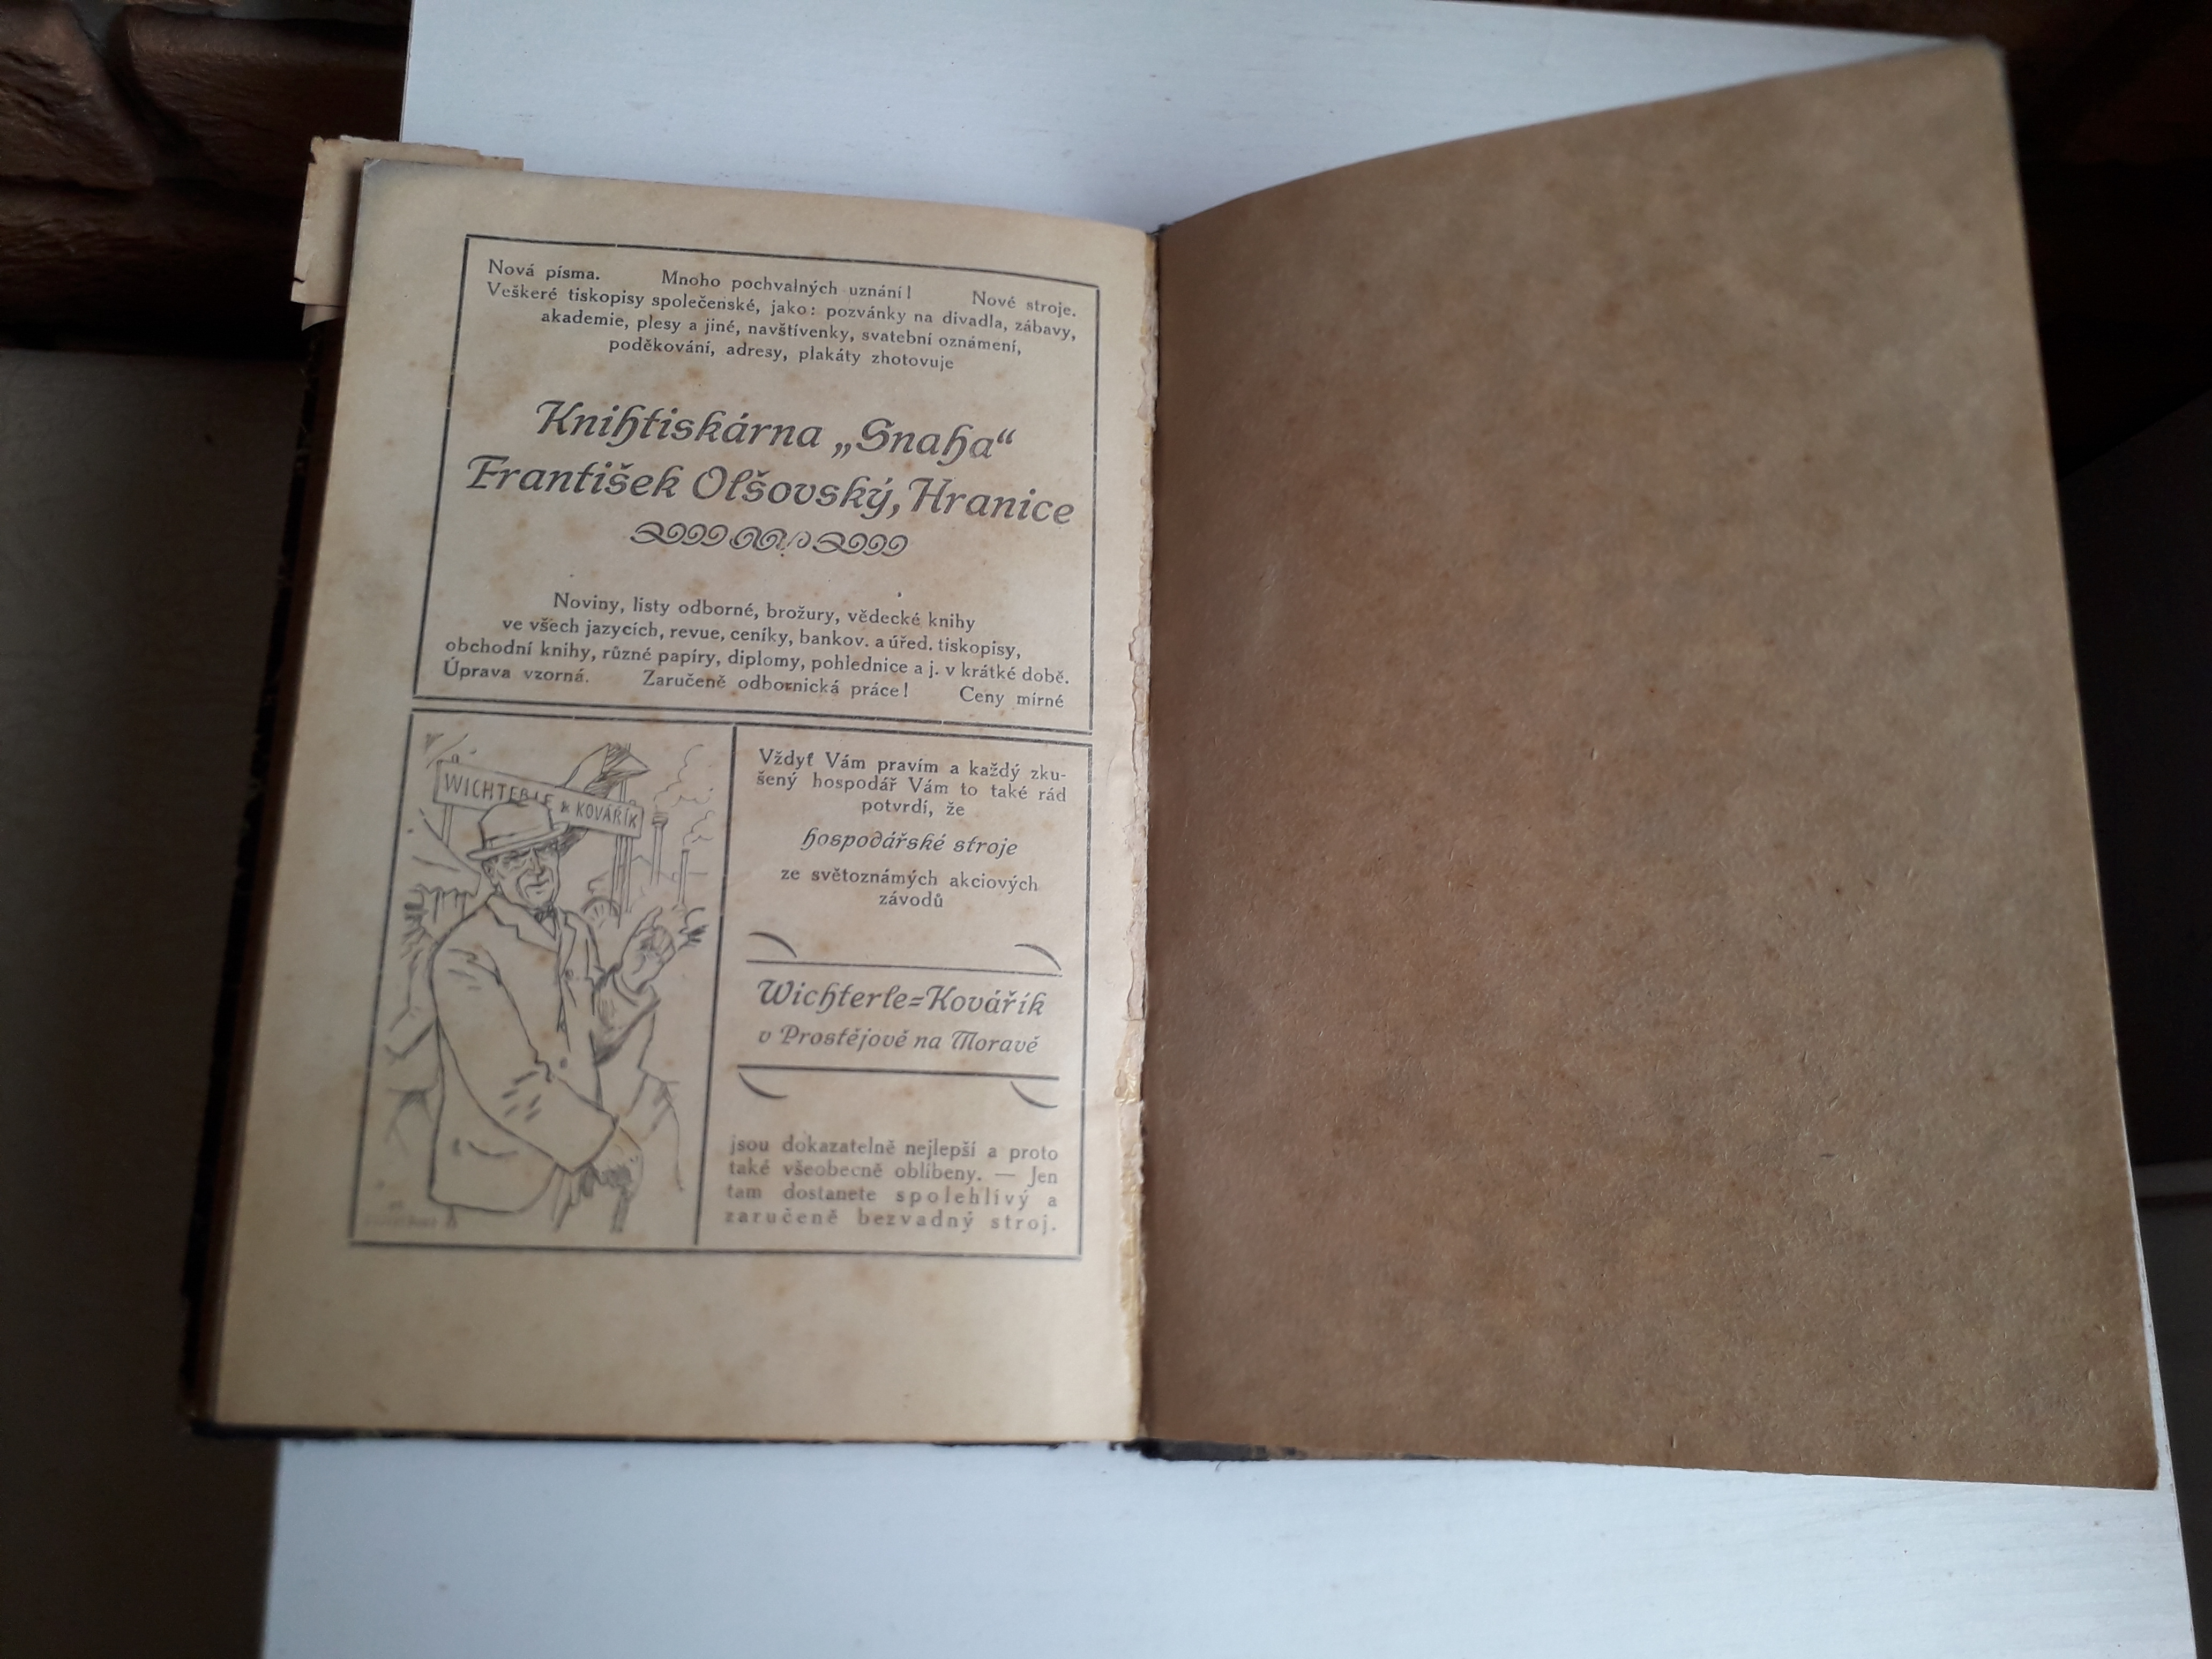 Nová písma. Mnoho pochvalných uznání! Nové stroje.
Veškeré tiskopisy společenské, jako: pozvánky na divadla, zábavy,
akademie, plesy a jiné, navštívenky, svatební oznámení,
poděkování, adresy, plakáty zhotovuje
Knihtiskárna „Snaha“
František Olšovský, Hranice
Noviny, listy odborné, brožury, vědecké knihy
ve všech jazycích, revue, ceníky, bankov. a úřed. tiskopisy,
obchodní knihy, různé papíry, diplomy, pohlednice a j. v krátké době.
Úprava vzorná. Zaručeně odbornická práce! Ceny mírné
WICHTERLE & KOVÁŘÍK
Vždyť Vám pravím a každý zku-
šený hospodář Vám to také rád
potvrdí, že
hospodářské stroje
ze světoznámých akciových
závodů
Wichterle=Kovářík
v Prostějově na Moravě
jsou dokazatelně nejlepší a proto
také všeobecně oblíbeny. — Jen
tam dostanete spolehlivý a
zaručeně bezvadný stroj.